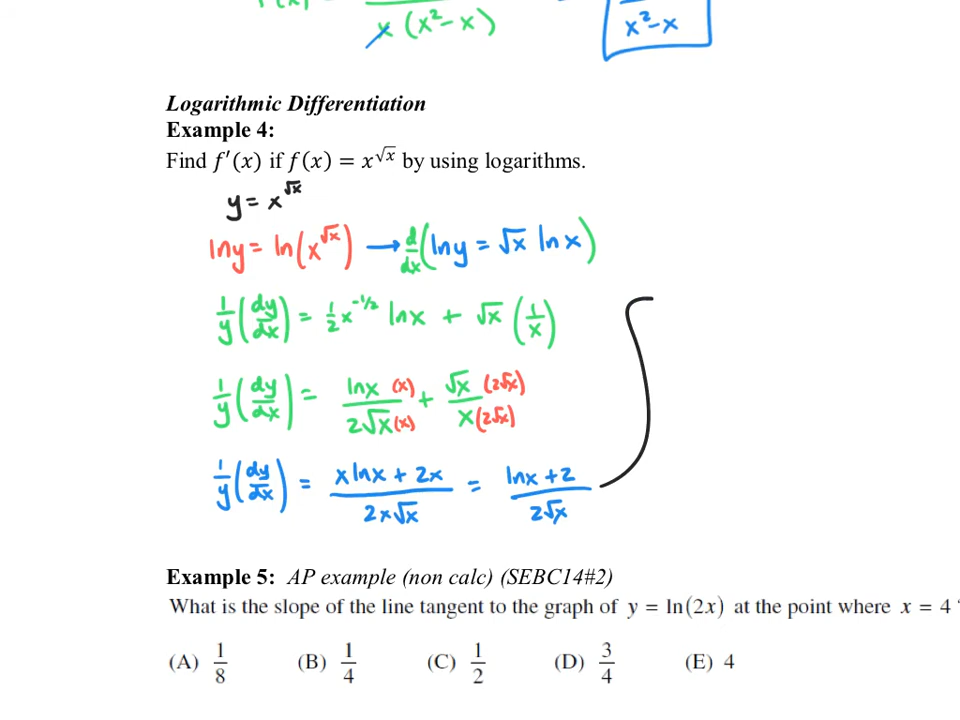 x (x²-x)
x²-x
Logarithmic Differentiation
Example 4:
Find f′(x) if f(x) = x^√x by using logarithms.
y = x^√x
ln y = ln(x^√x) → d/dx (ln y = √x ln x)
1/y (dy/dx) = 1/2 x^-1/2 ln x + √x (1/x)
1/y (dy/dx) = ln x (x) / 2√x (x) + √x (2√x) / x (2√x)
1/y (dy/dx) = x ln x + 2x / 2x√x = ln x + 2 / 2√x
Example 5: AP example (non calc) (SEBC14#2)
What is the slope of the line tangent to the graph of y = ln(2x) at the point where x = 4
(A) 1/8 (B) 1/4 (C) 1/2 (D) 3/4 (E) 4